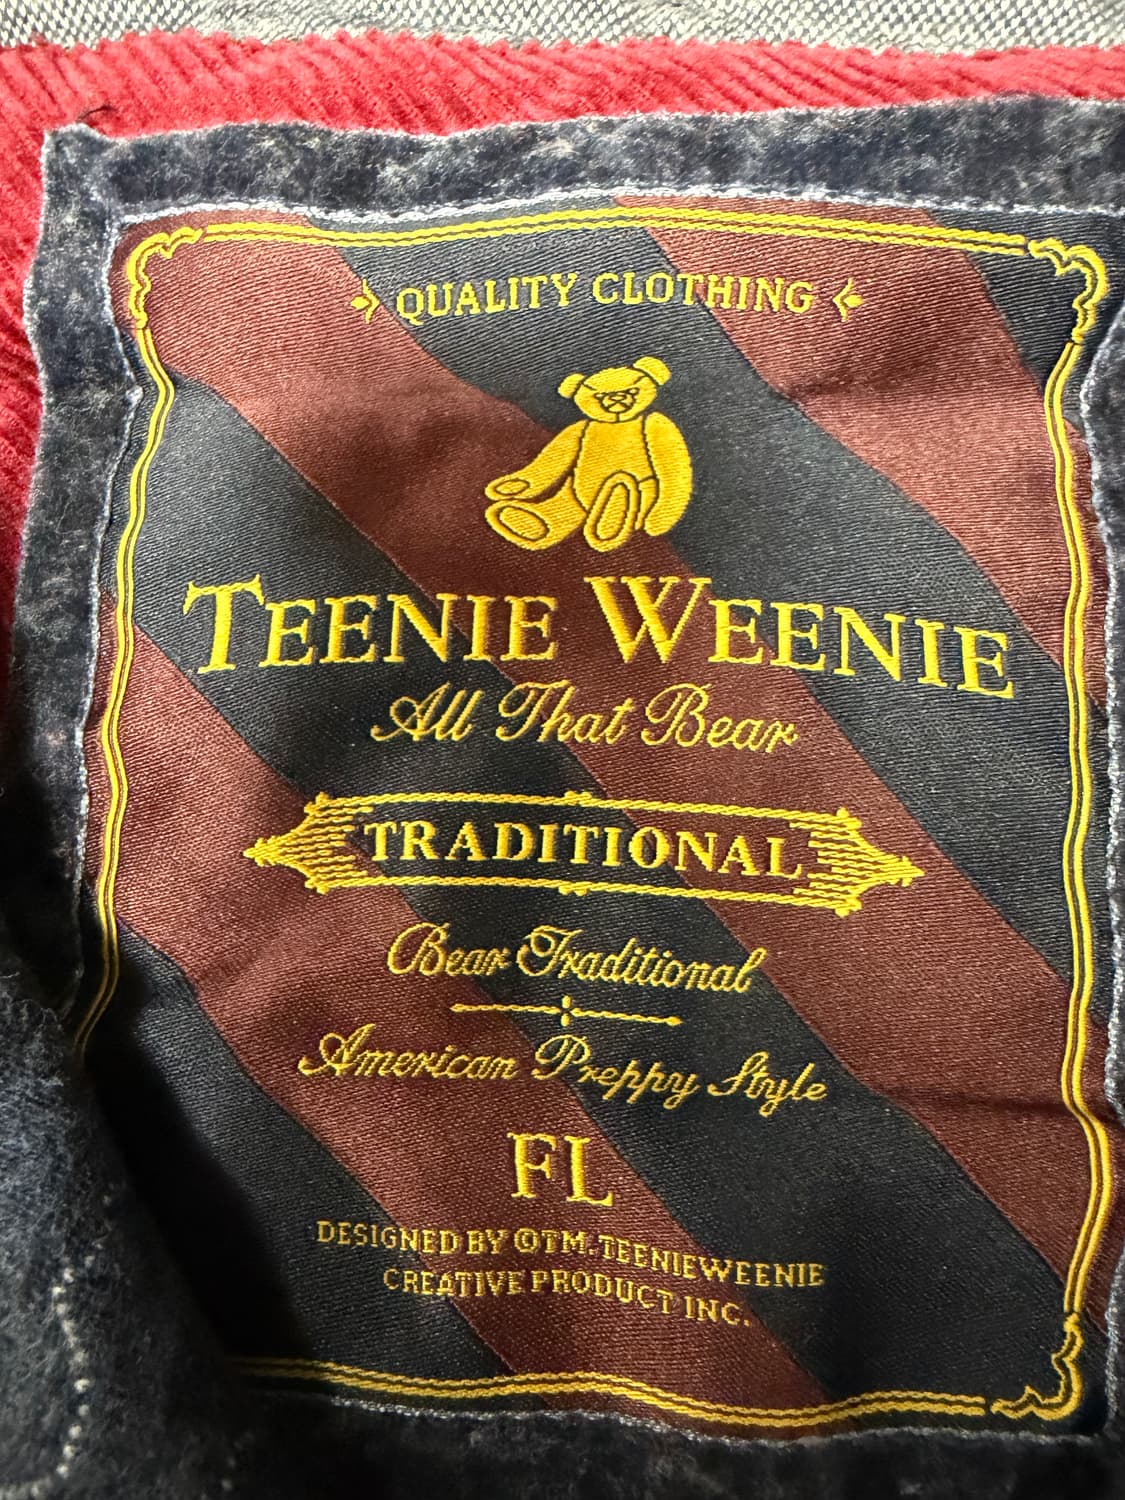 QUALITY CLOTHING
TEENIE WEENIE
All That Bear
TRADITIONAL
Bear Traditional
American Preppy Style
FL
DESIGNED BY ©TM. TEENIEWEENIE
CREATIVE PRODUCT INC.